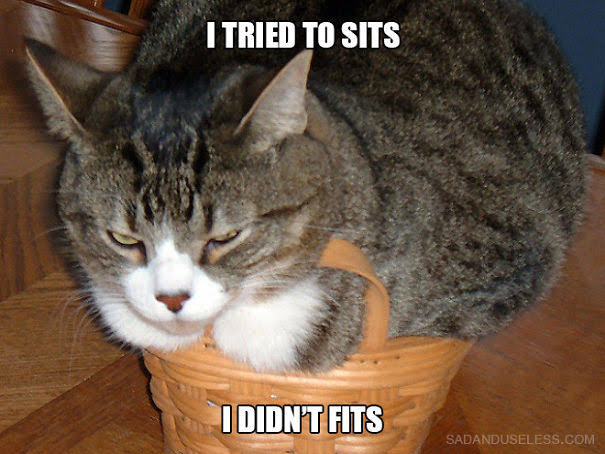 I TRIED TO SITS
I DIDN'T FITS
SADANDUSELESS.COM